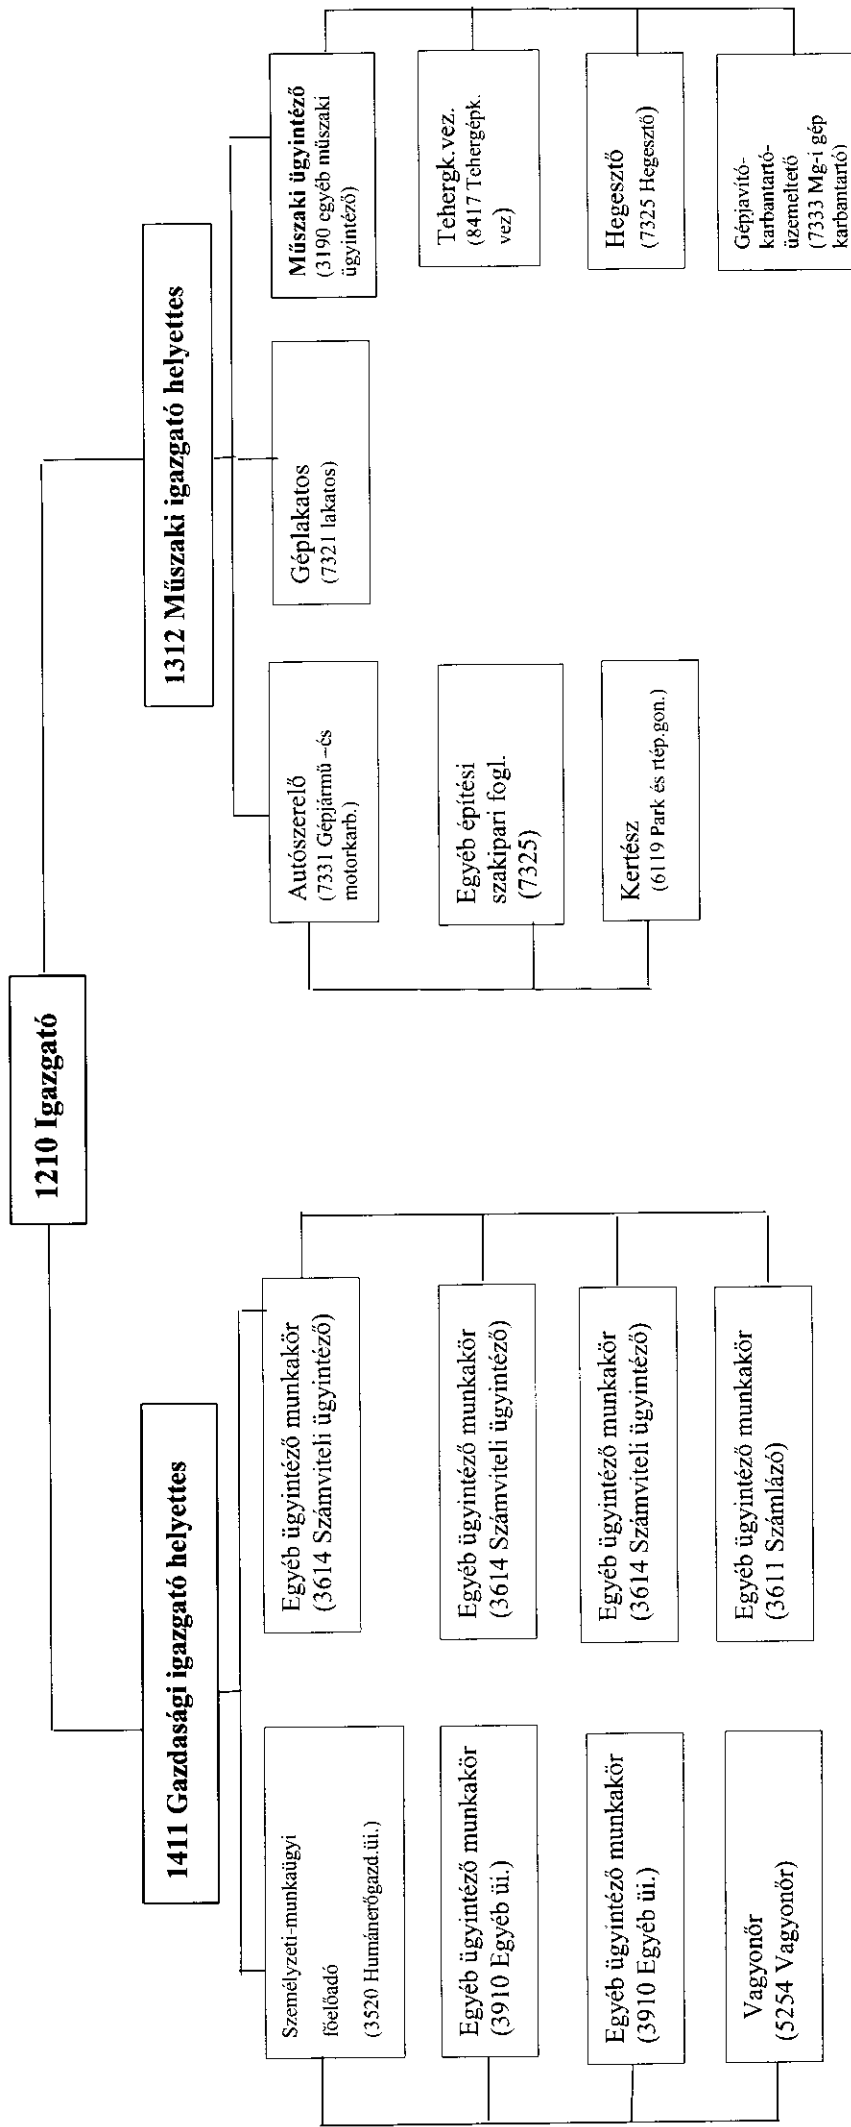 1210 Igazgató
1411 Gazdasági igazgató helyettes
1312 Műszaki igazgató helyettes
Személyzeti-munkaügyi
főelőadó
(3520 Humánerőgazd.üi.)
Egyéb ügyintéző munkakör
(3910 Egyéb üi.)
Egyéb ügyintéző munkakör
(3910 Egyéb üi.)
Vagyonőr
(5254 Vagyonőr)
Egyéb ügyintéző munkakör
(3614 Számviteli ügyintéző)
Egyéb ügyintéző munkakör
(3614 Számviteli ügyintéző)
Egyéb ügyintéző munkakör
(3614 Számviteli ügyintéző)
Egyéb ügyintéző munkakör
(3611 Számlázó)
Autószerelő
(7331 Gépjármű –és
motorkarb.)
Egyéb építési
szakipari fogl.
(7325)
Kertész
(6119 Park és rtép.gon.)
Géplakatos
(7321 lakatos)
Műszaki ügyintéző
(3190 egyéb műszaki
ügyintéző)
Tehergk.vez.
(8417 Tehergépk.
vez)
Hegesztő
(7325 Hegesztő)
Gépjavító-
karbantartó-
üzemeltető
(7333 Mg-i gép
karbantartó)